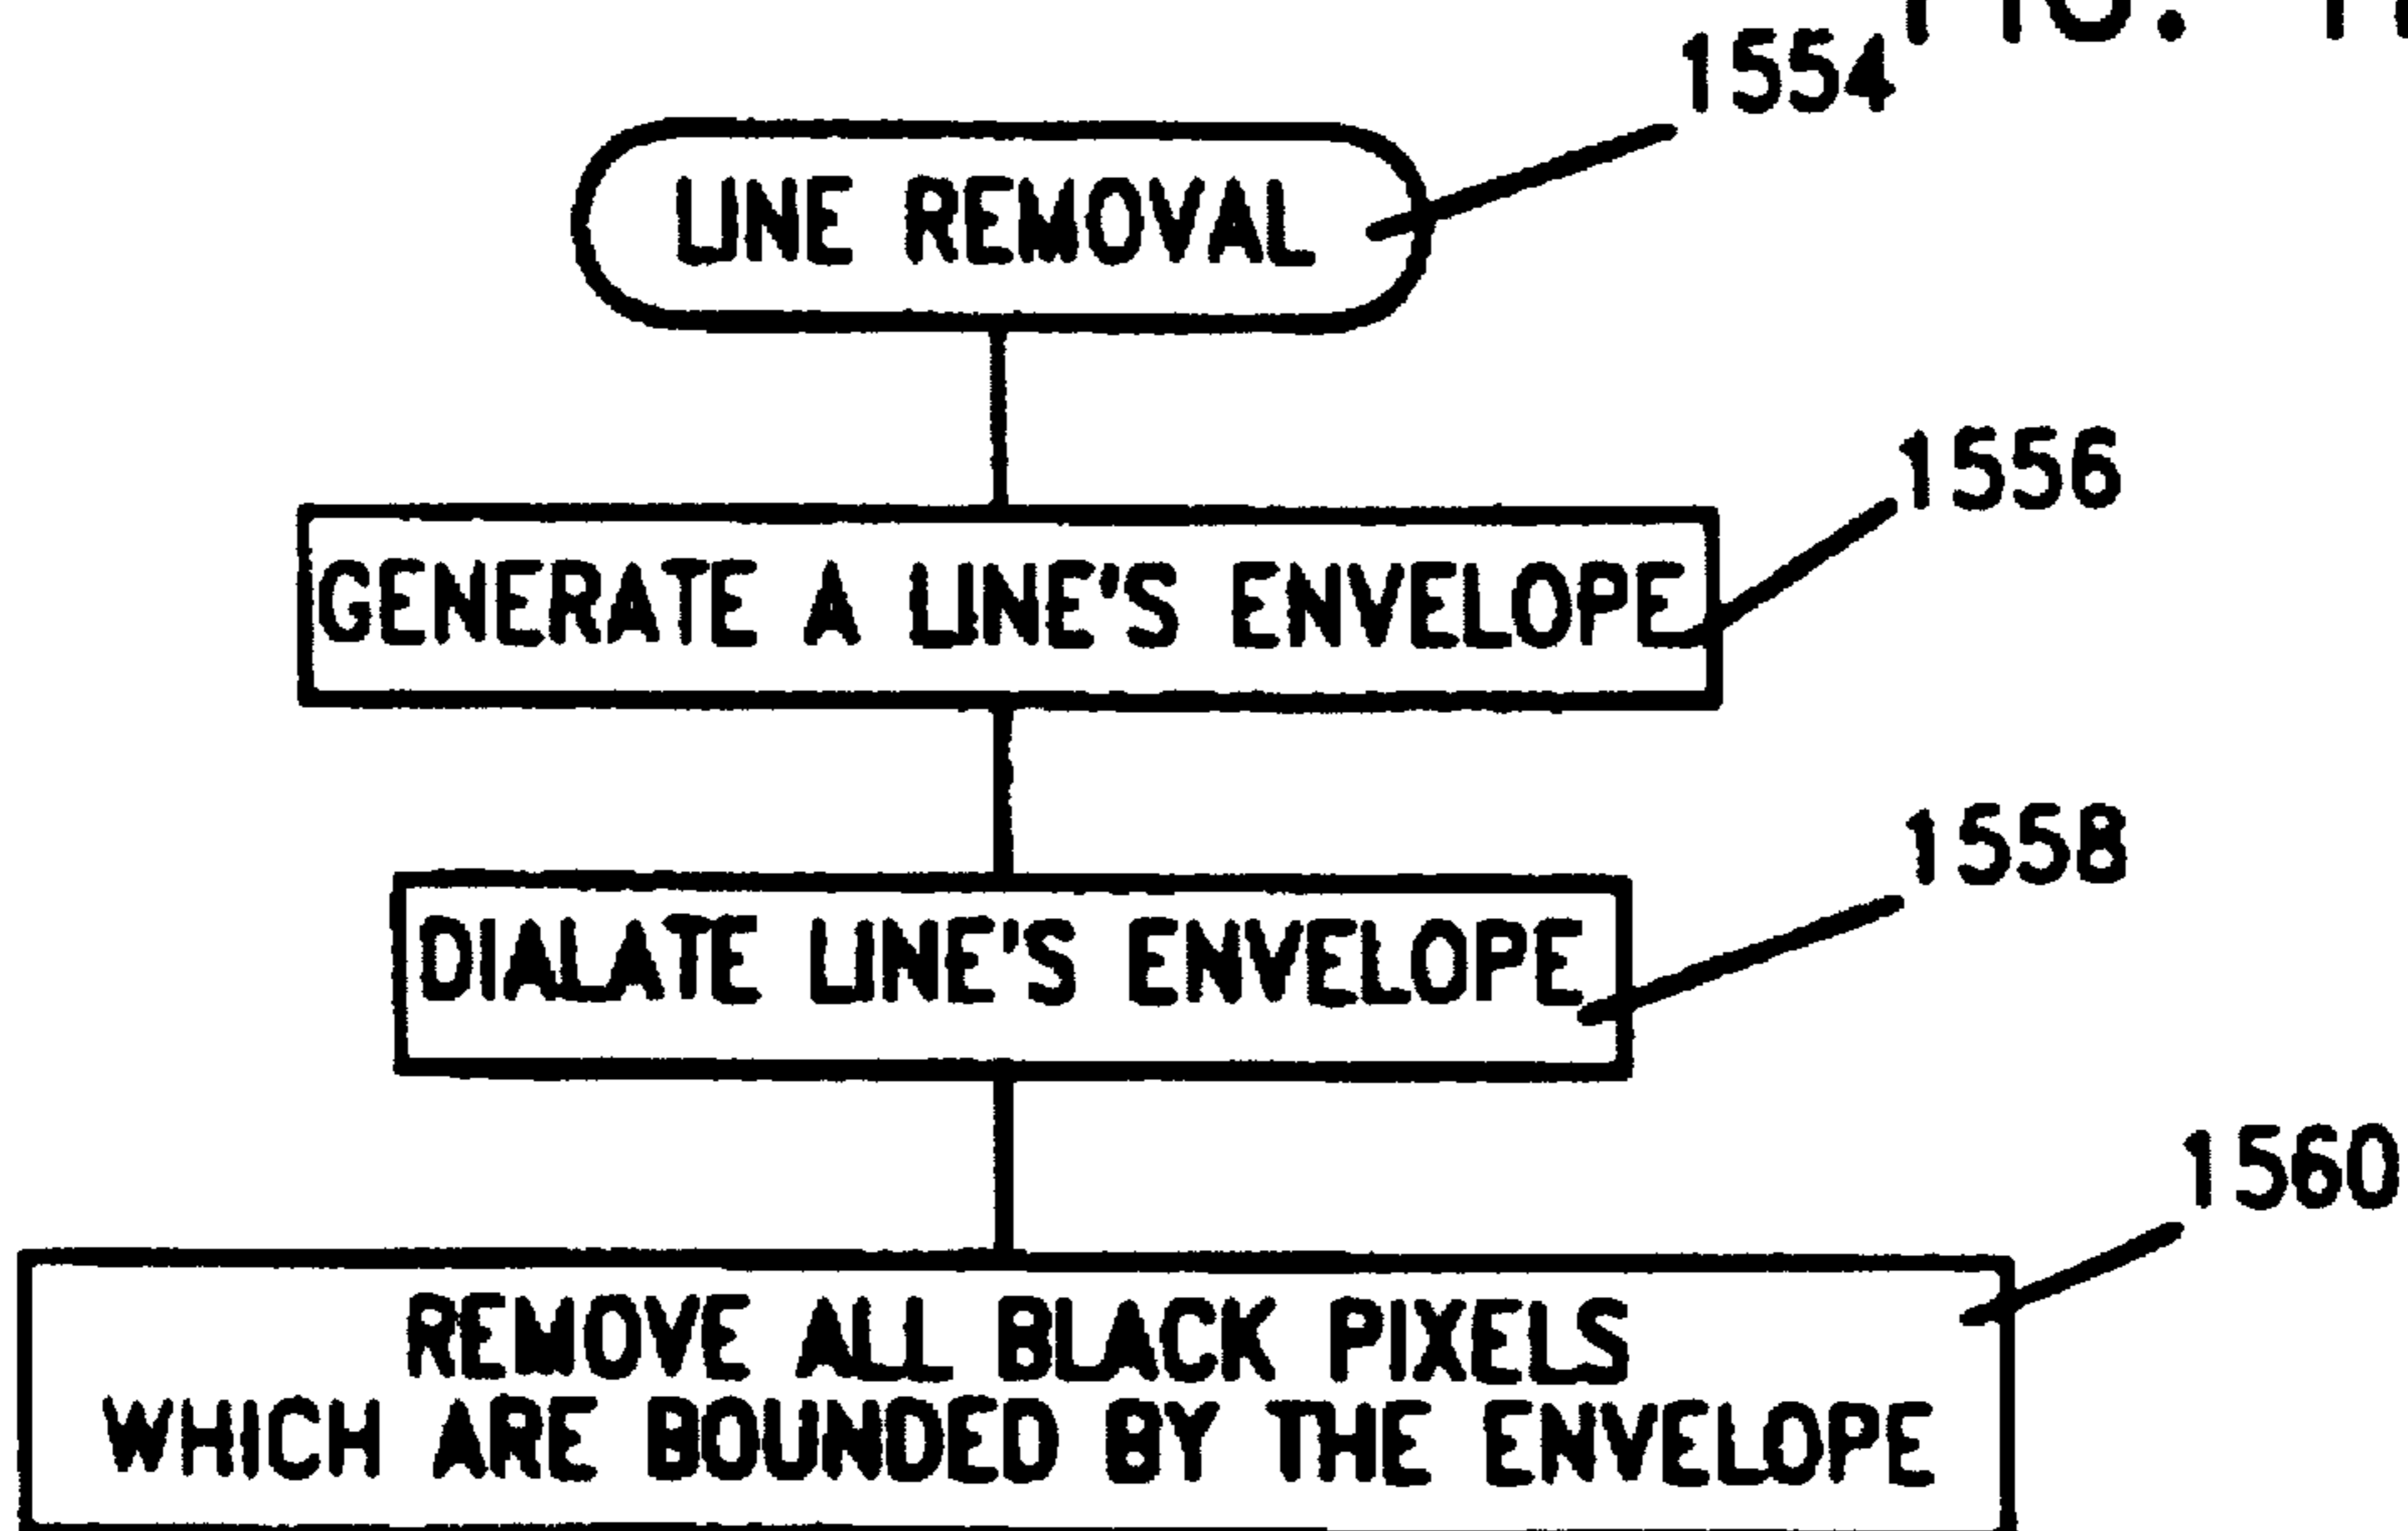 FIG.
1554
LINE REMOVAL
1556
GENERATE A LINE'S ENVELOPE
1558
DIALATE LINE'S ENVELOPE
1560
REMOVE ALL BLACK PIXELS
WHICH ARE BOUNDED BY THE ENVELOPE